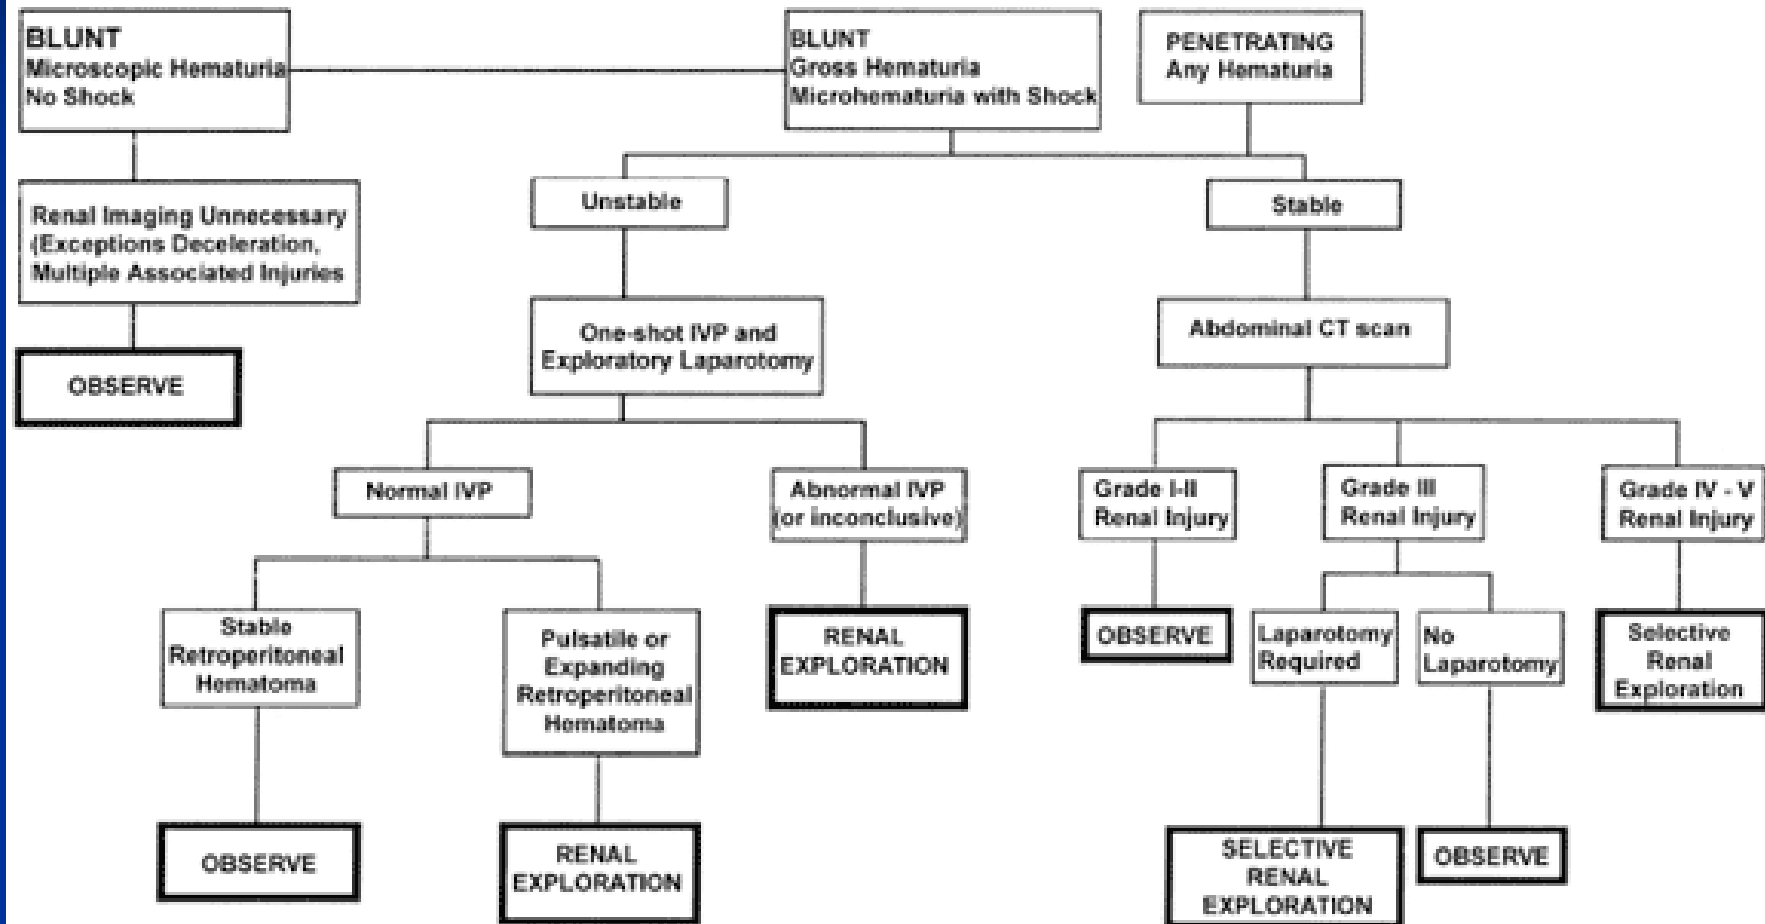 BLUNT
Microscopic Hematuria
No Shock
BLUNT
Gross Hematuria
Microhematuria with Shock
PENETRATING
Any Hematuria
Renal Imaging Unnecessary
(Exceptions Deceleration,
Multiple Associated Injuries
OBSERVE
Unstable
Stable
One-shot IVP and
Exploratory Laparotomy
Abdominal CT scan
Normal IVP
Abnormal IVP
(or inconclusive)
Grade I-II
Renal Injury
Grade III
Renal Injury
Grade IV - V
Renal Injury
Stable
Retroperitoneal
Hematoma
Pulsatile or
Expanding
Retroperitoneal
Hematoma
RENAL
EXPLORATION
OBSERVE
Laparotomy
Required
No
Laparotomy
Selective
Renal
Exploration
OBSERVE
RENAL
EXPLORATION
SELECTIVE
RENAL
EXPLORATION
OBSERVE